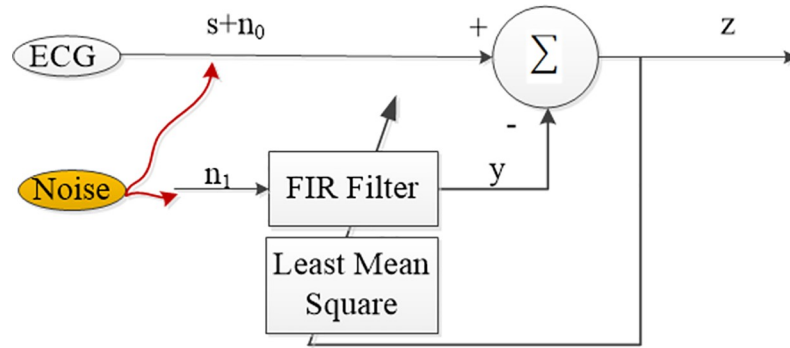 s+n₀
+
z
ECG
Σ
-
Noise
n₁
FIR Filter
y
Least Mean
Square